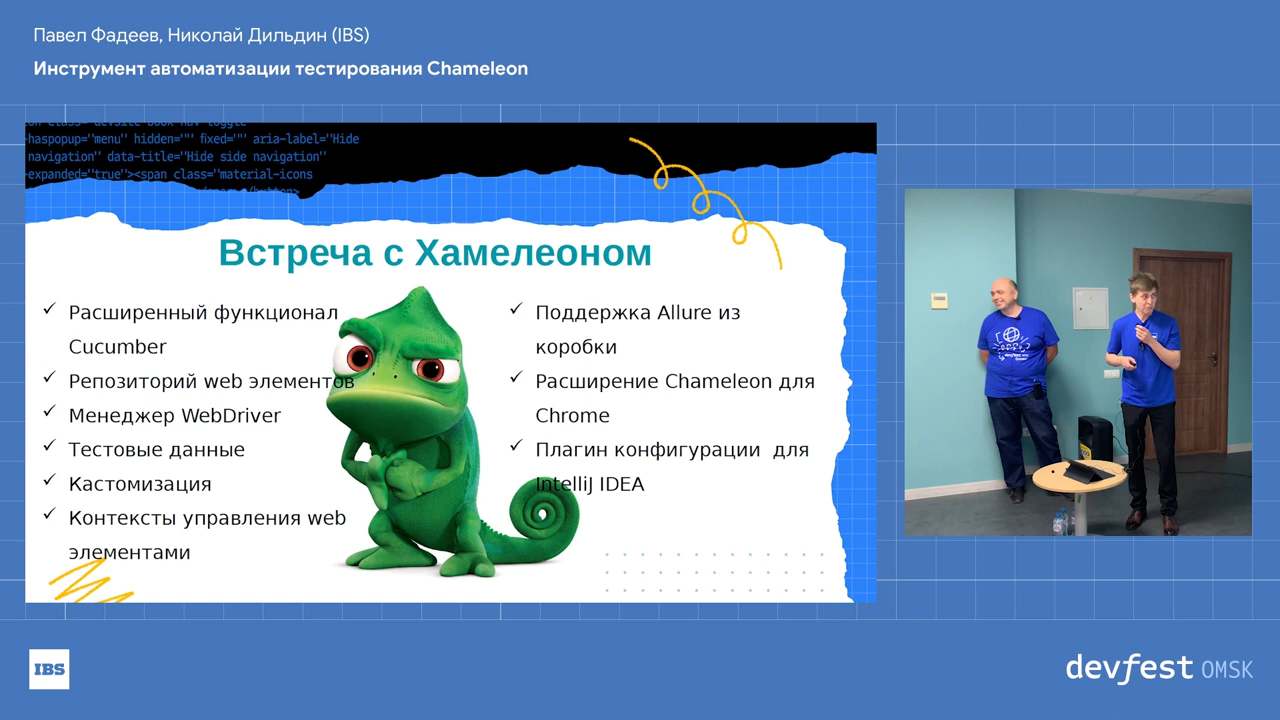 Павел Фадеев, Николай Дильдин (IBS)
Инструмент автоматизации тестирования Chameleon
-haspopup="menu" hidden="" fixed="" aria-label="Hide
navigation" data-title="Hide side navigation"
-expanded="true"><span class="material-icons
Встреча с Хамелеоном
Расширенный функционал
Cucumber
Репозиторий web элементов
Менеджер WebDriver
Тестовые данные
Кастомизация
Контексты управления web
элементами
Поддержка Allure из
коробки
Расширение Chameleon для
Chrome
Плагин конфигурации для
IntelliJ IDEA
IBS
devfest OMSK